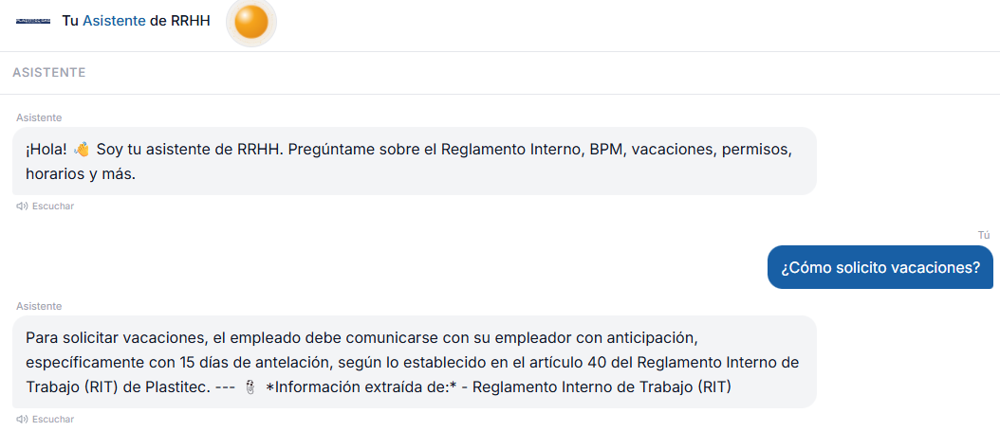 Tu Asistente de RRHH
ASISTENTE
Asistente
¡Hola! 👋 Soy tu asistente de RRHH. Pregúntame sobre el Reglamento Interno, BPM, vacaciones, permisos,
horarios y más.
Escuchar
Tú
¿Cómo solicito vacaciones?
Asistente
Para solicitar vacaciones, el empleado debe comunicarse con su empleador con anticipación,
específicamente con 15 días de antelación, según lo establecido en el artículo 40 del Reglamento Interno de
Trabajo (RIT) de Plastitec. --- 📎 *Información extraída de:* - Reglamento Interno de Trabajo (RIT)
Escuchar